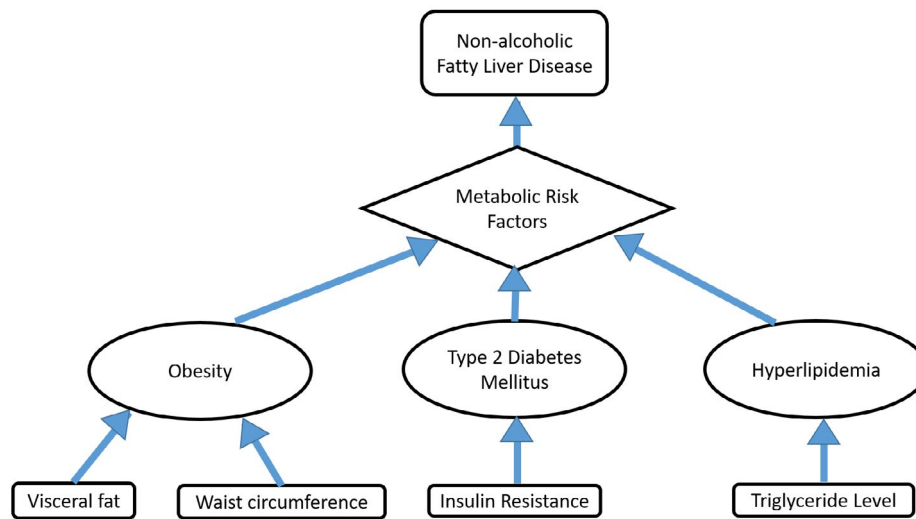 Non-alcoholic
Fatty Liver Disease
Metabolic Risk
Factors
Obesity
Type 2 Diabetes
Mellitus
Hyperlipidemia
Visceral fat
Waist circumference
Insulin Resistance
Triglyceride Level